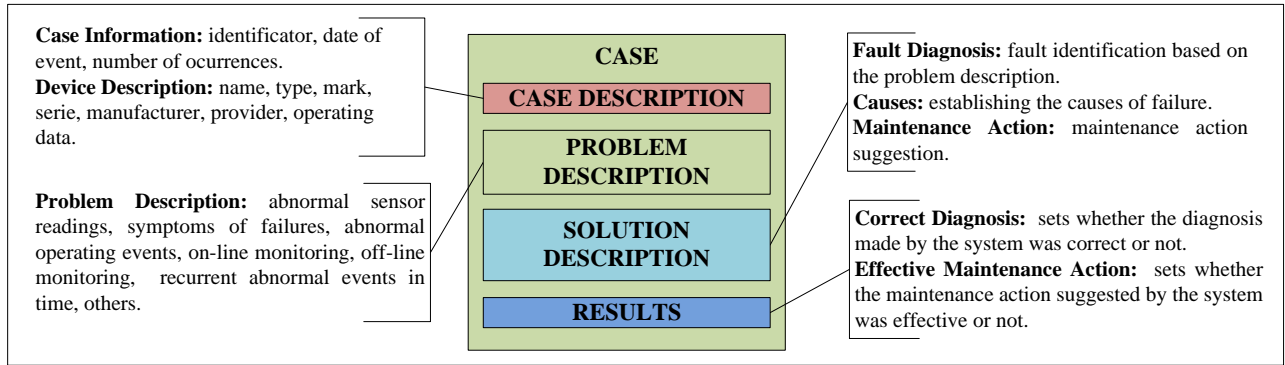 Case Information: identificator, date of
event, number of ocurrences.
Device Description: name, type, mark,
serie, manufacturer, provider, operating
data.
Problem Description: abnormal sensor
readings, symptoms of failures, abnormal
operating events, on-line monitoring, off-line
monitoring, recurrent abnormal events in
time, others.
CASE
CASE DESCRIPTION
PROBLEM
DESCRIPTION
SOLUTION
DESCRIPTION
RESULTS
Fault Diagnosis: fault identification based on
the problem description.
Causes: establishing the causes of failure.
Maintenance Action: maintenance action
suggestion.
Correct Diagnosis: sets whether the diagnosis
made by the system was correct or not.
Effective Maintenance Action: sets whether
the maintenance action suggested by the system
was effective or not.